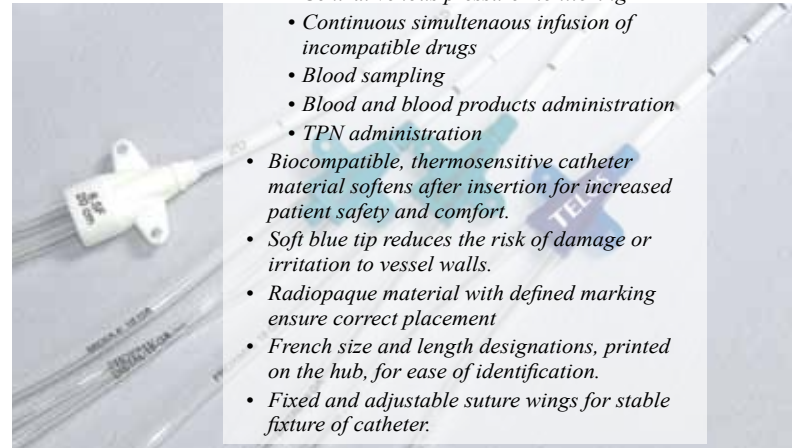 • Continuous simultenaous infusion of
incompatible drugs
• Blood sampling
• Blood and blood products administration
• TPN administration
• Biocompatible, thermosensitive catheter
material softens after insertion for increased
patient safety and comfort.
• Soft blue tip reduces the risk of damage or
irritation to vessel walls.
• Radiopaque material with defined marking
ensure correct placement
• French size and length designations, printed
on the hub, for ease of identification.
• Fixed and adjustable suture wings for stable
fixture of catheter.
20
TELOS